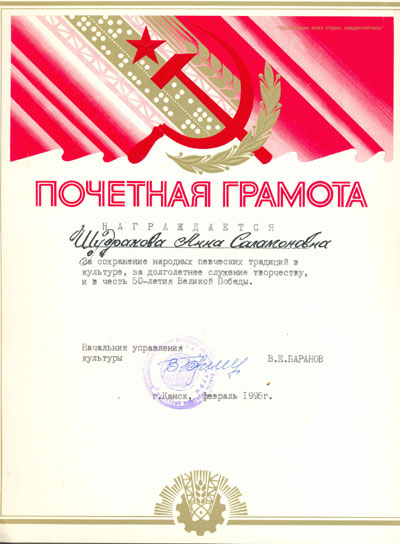 Пролетарии всех стран, соединяйтесь!
ПОЧЕТНАЯ ГРАМОТА
НАГРАЖДАЕТСЯ
Шудракова Анна Саламоновна
за сохранение народных певческих традиций в
культуре, за долголетнее служение творчеству,
и в честь 50-летия Великой Победы.
Начальник управления
культуры
В.Е.БАРАНОВ
г.Канск, февраль 1995г.